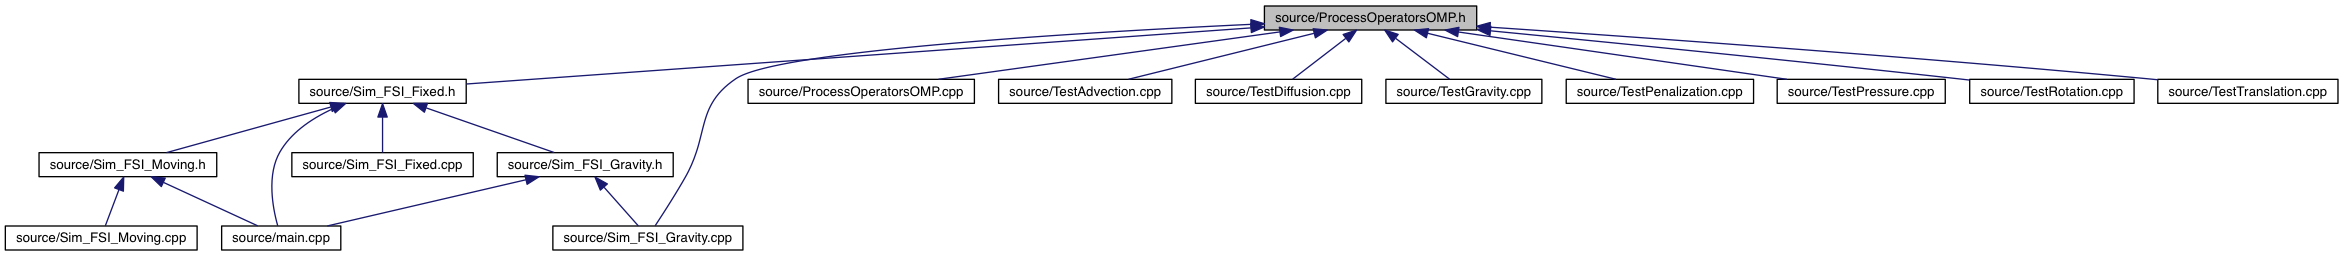 source/ProcessOperatorsOMP.h
source/Sim_FSI_Fixed.h
source/ProcessOperatorsOMP.cpp
source/TestAdvection.cpp
source/TestDiffusion.cpp
source/TestGravity.cpp
source/TestPenalization.cpp
source/TestPressure.cpp
source/TestRotation.cpp
source/TestTranslation.cpp
source/Sim_FSI_Moving.h
source/Sim_FSI_Fixed.cpp
source/Sim_FSI_Gravity.h
source/Sim_FSI_Moving.cpp
source/main.cpp
source/Sim_FSI_Gravity.cpp